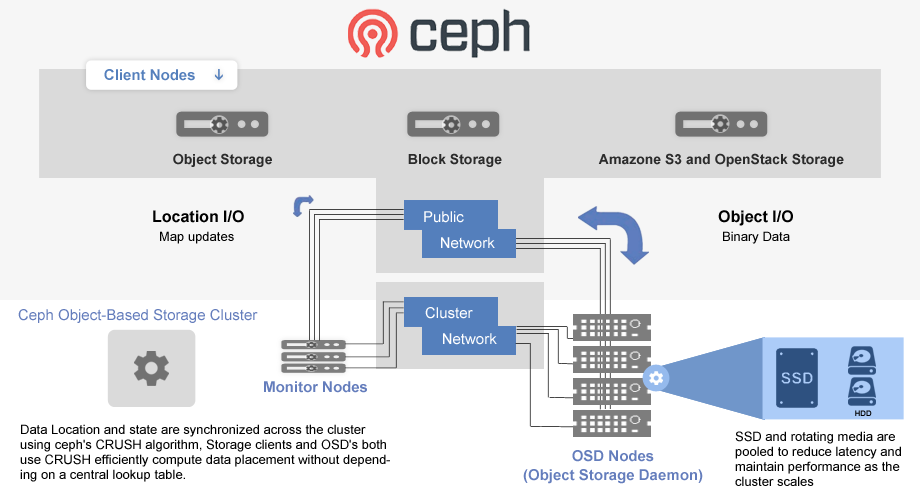 ceph
Client Nodes ↓
Object Storage
Block Storage
Amazone S3 and OpenStack Storage
Location I/O
Map updates
Public
Network
Object I/O
Binary Data
Ceph Object-Based Storage Cluster
Cluster
Network
Monitor Nodes
SSD
HDD
Data Location and state are synchronized across the cluster
using ceph's CRUSH algorithm, Storage clients and OSD's both
use CRUSH efficiently compute data placement without depend-
ing on a central lookup table.
OSD Nodes
(Object Storage Daemon)
SSD and rotating media are
pooled to reduce latency and
maintain performance as the
cluster scales